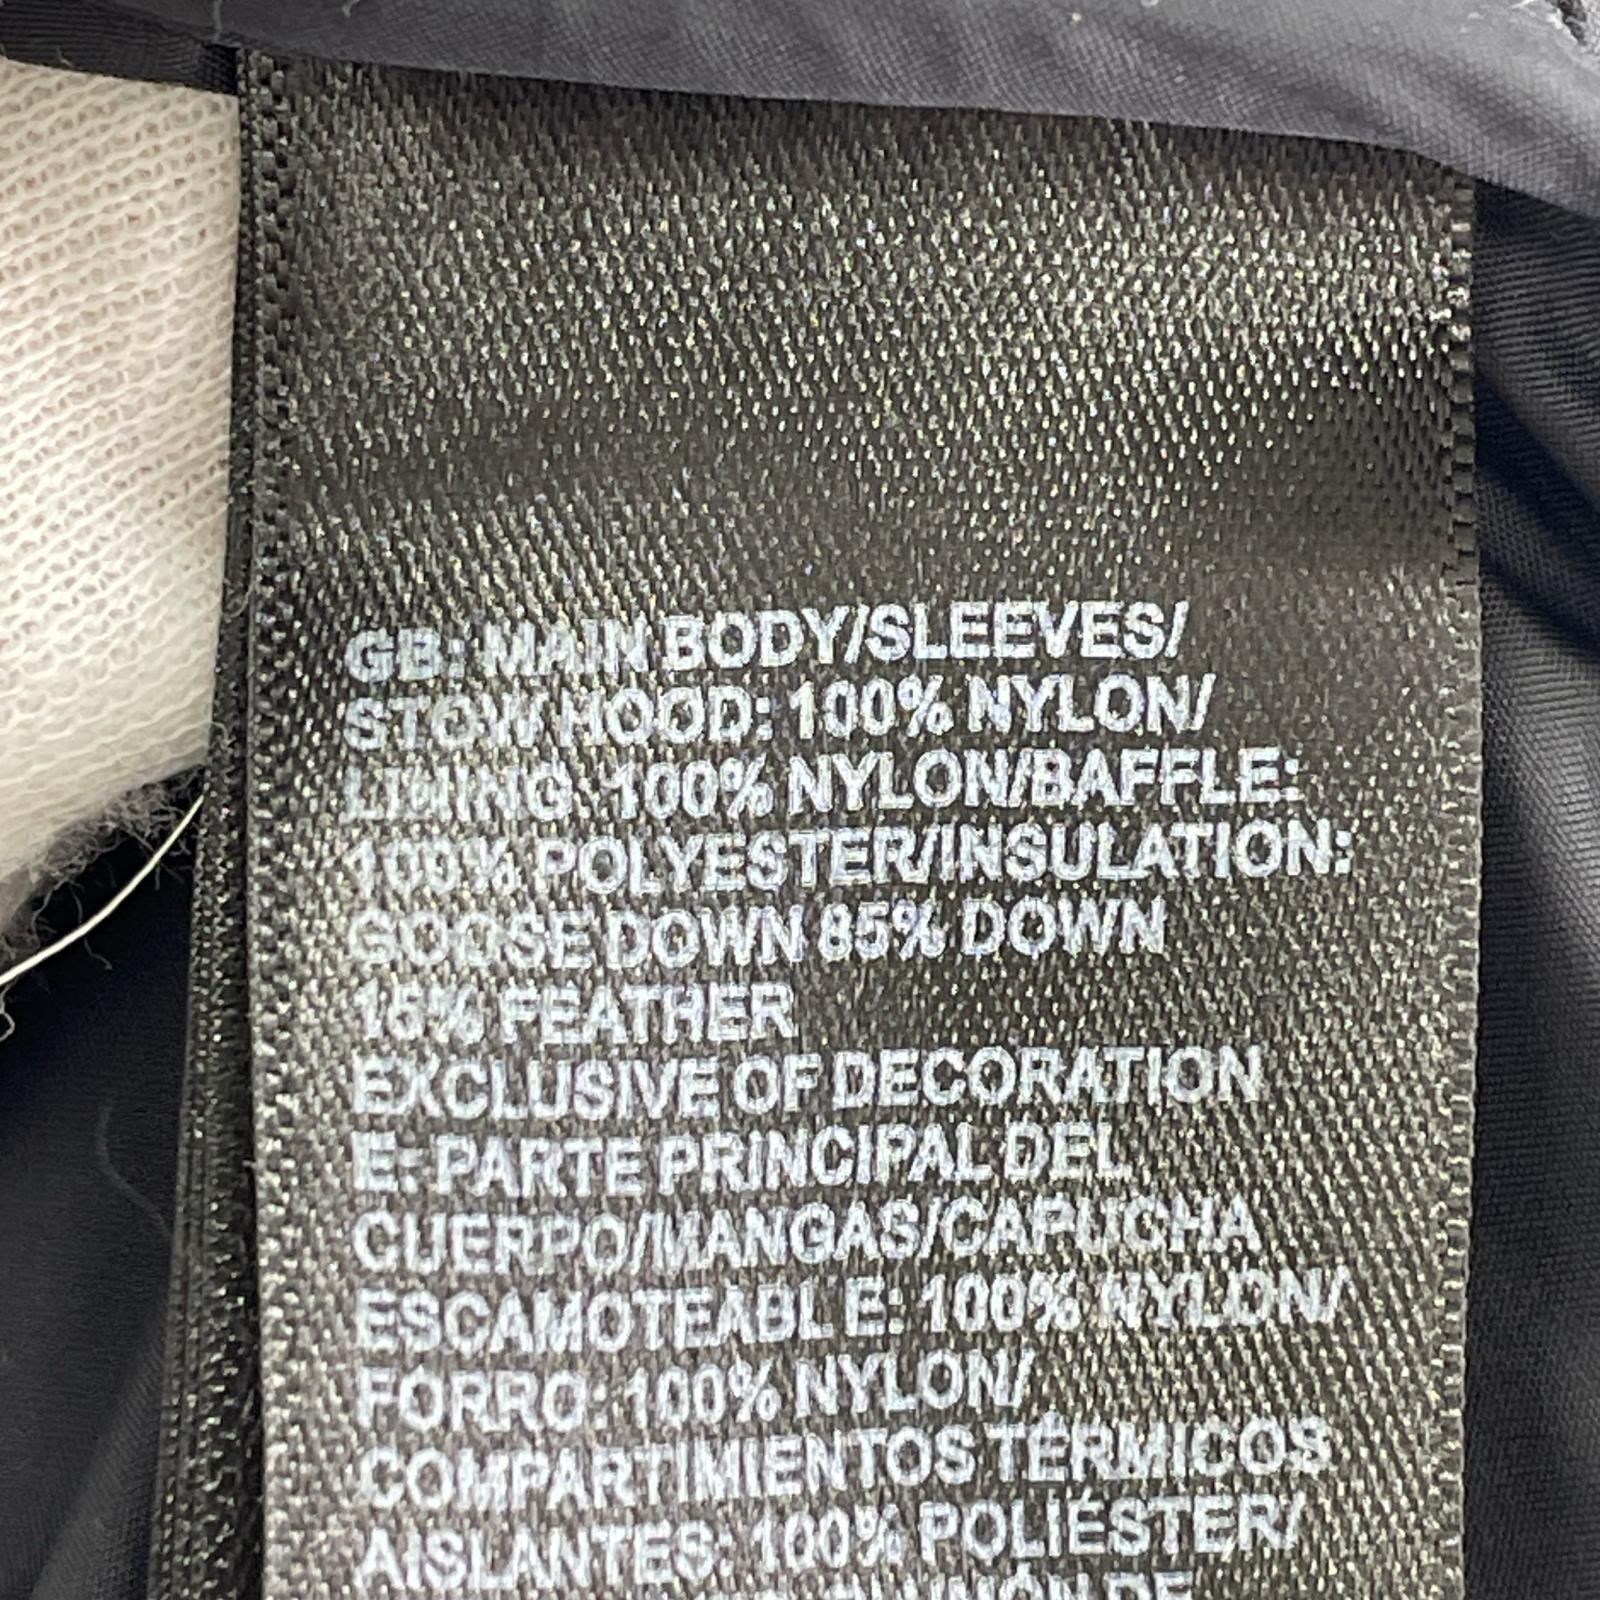 GB: MAIN BODY/SLEEVES/
STOW HOOD: 100% NYLON/
LINING: 100% NYLON/BAFFLE:
100% POLYESTER/INSULATION:
GOOSE DOWN 85% DOWN
15% FEATHER
EXCLUSIVE OF DECORATION
E: PARTE PRINCIPAL DEL
CUERPO/MANGAS/CAPUCHA
ESCAMOTEABLE E: 100% NYLON/
FORRO: 100% NYLON/
COMPARTIMIENTOS TÉRMICOS
AISLANTES: 100% POLIÉSTER/
DE